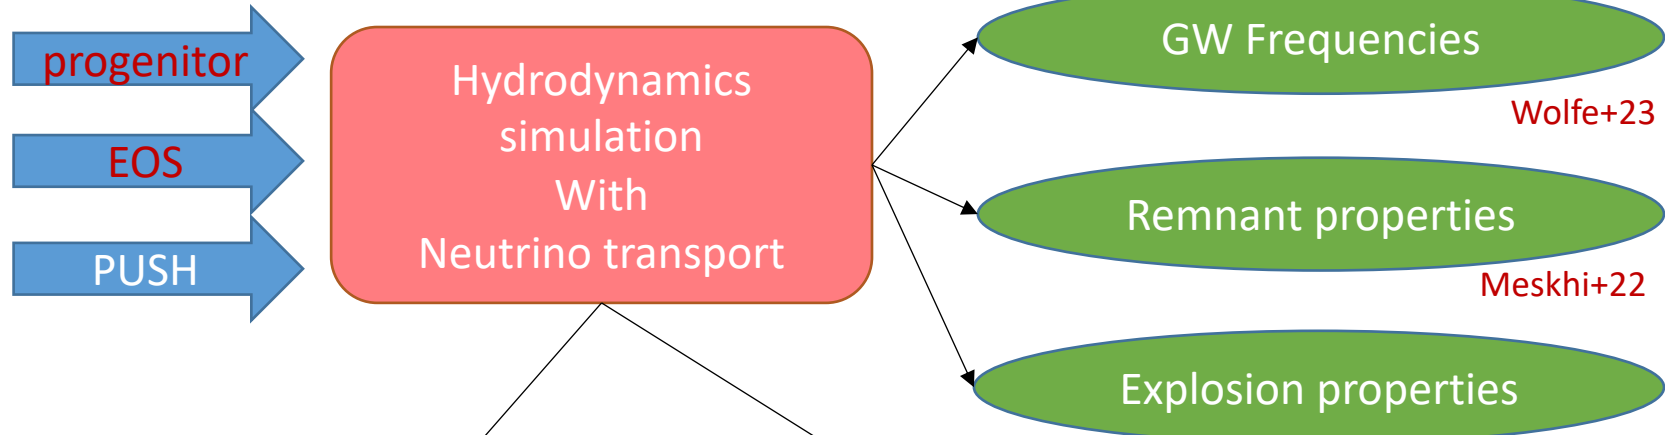 progenitor
EOS
PUSH
Hydrodynamics
simulation
With
Neutrino transport
GW Frequencies
Wolfe+23
Remnant properties
Meskhi+22
Explosion properties